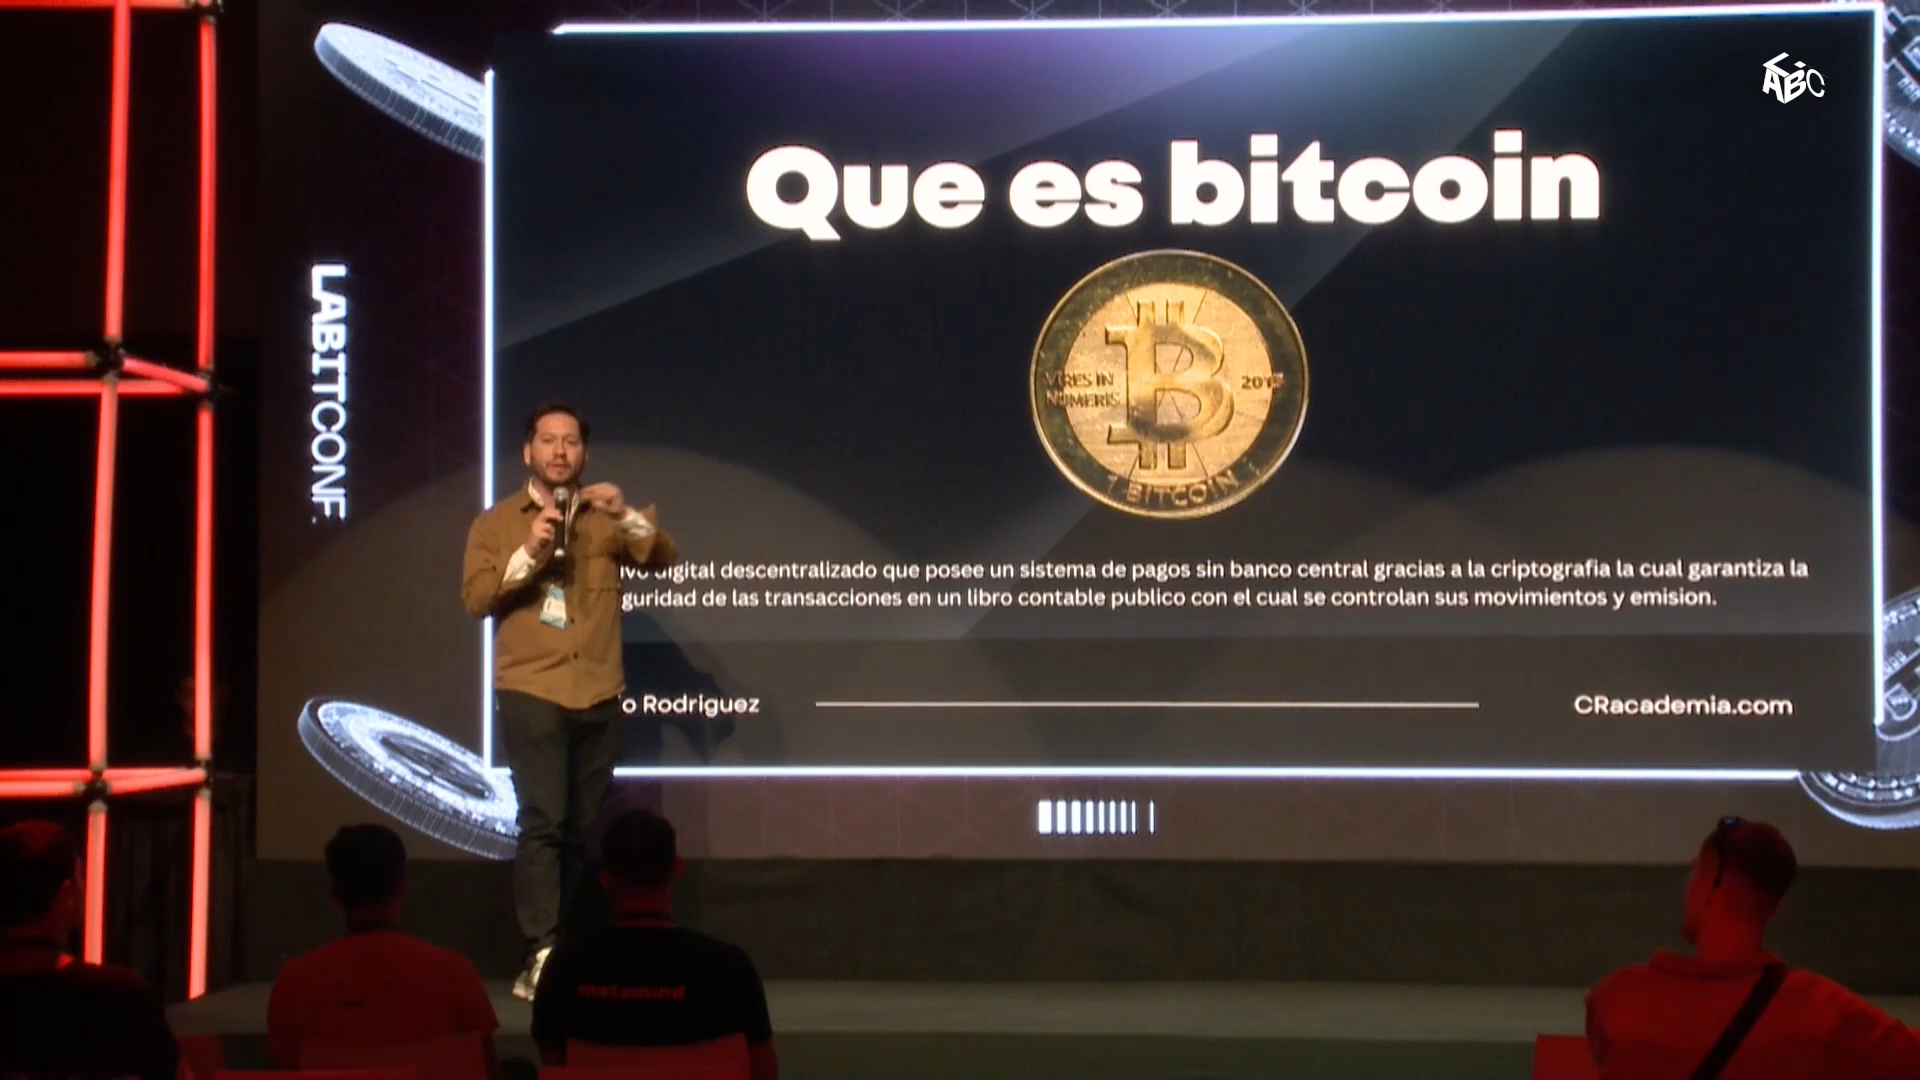 ABC
Que es bitcoin
LABITCONF.
VIRES IN
NUMERIS
1 BITCOIN
digital descentralizado que posee un sistema de pagos sin banco central gracias a la criptografia la cual garantiza la
guridad de las transacciones en un libro contable publico con el cual se controlan sus movimientos y emision.
o Rodriguez
CRacademia.com
metamind